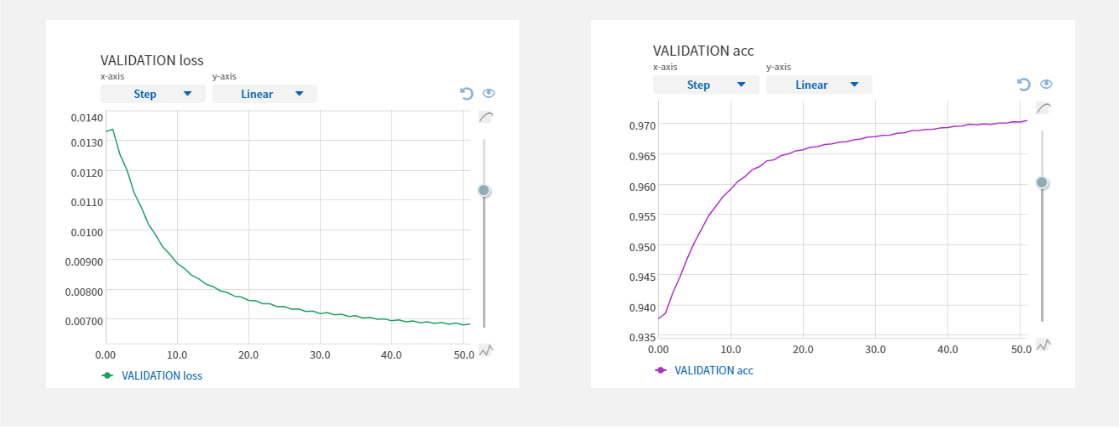 VALIDATION loss
x-axis y-axis
Step Linear
0.0140
0.0130
0.0120
0.0110
0.0100
0.00900
0.00800
0.00700
0.00 10.0 20.0 30.0 40.0 50.0
VALIDATION loss
VALIDATION acc
x-axis y-axis
Step Linear
0.970
0.965
0.960
0.955
0.950
0.945
0.940
0.935
0.00 10.0 20.0 30.0 40.0 50.0
VALIDATION acc